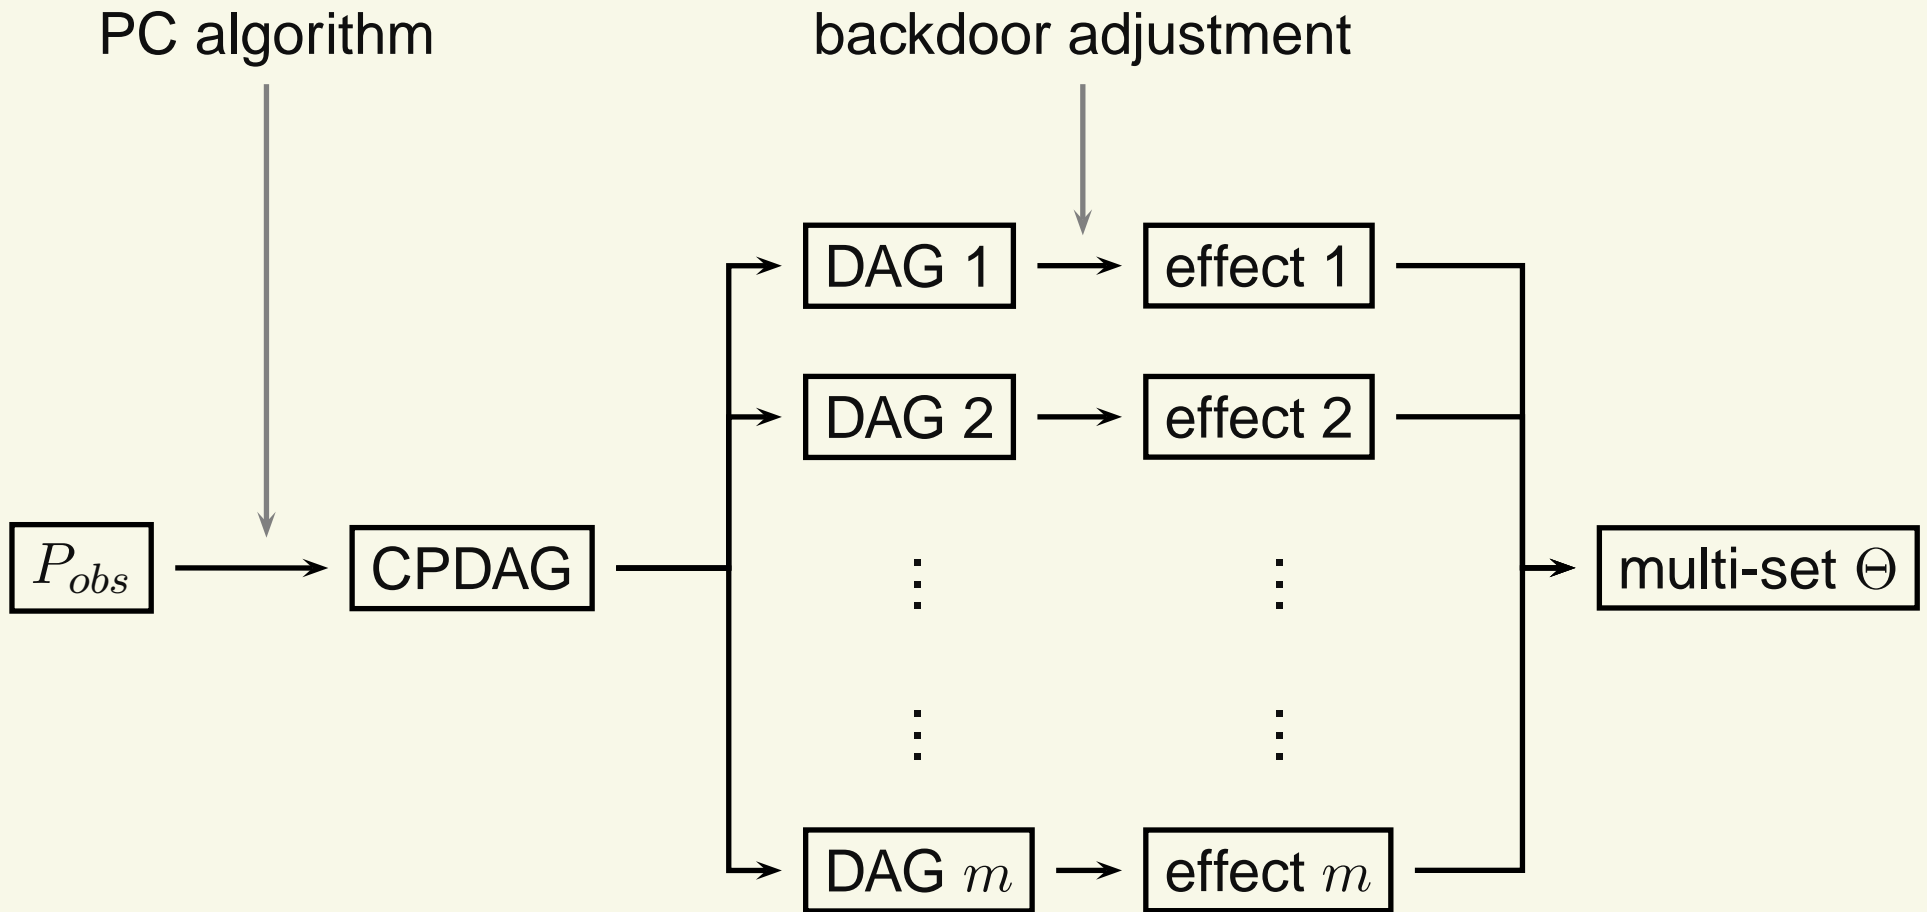 PC algorithm
backdoor adjustment
DAG 1
effect 1
DAG 2
effect 2
P_obs
CPDAG
⋮
⋮
multi-set Θ
⋮
⋮
DAG m
effect m